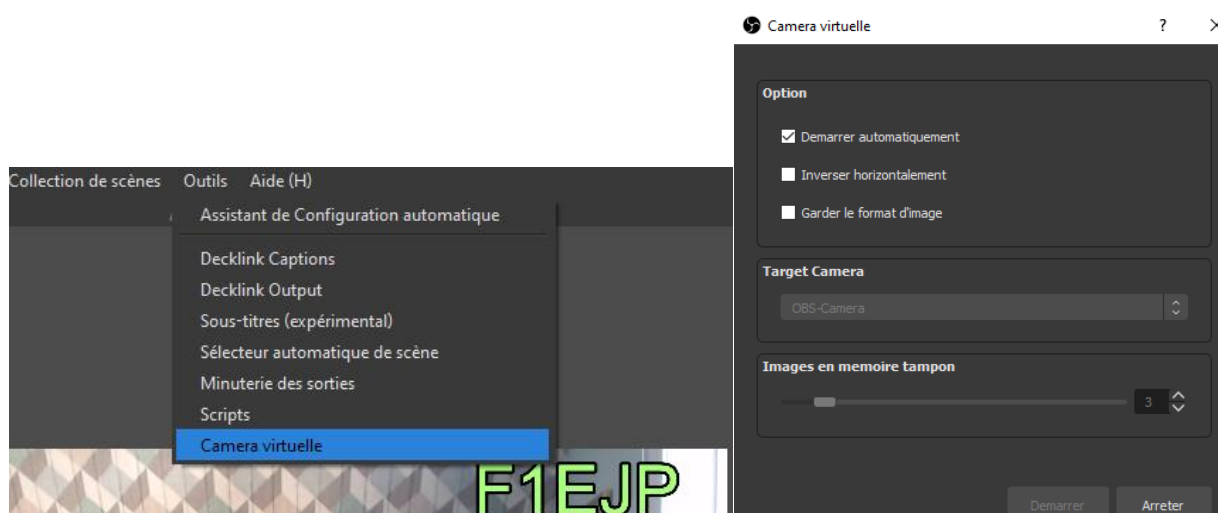 Collection de scènes Outils Aide (H)
Assistant de Configuration automatique
Decklink Captions
Decklink Output
Sous-titres (expérimental)
Sélecteur automatique de scène
Minuterie des sorties
Scripts
Camera virtuelle
F1EJP
Camera virtuelle ?
Option
Demarrer automatiquement
Inverser horizontalement
Garder le format d'image
Target Camera
OBS-Camera
Images en memoire tampon
3
Demarrer Arreter